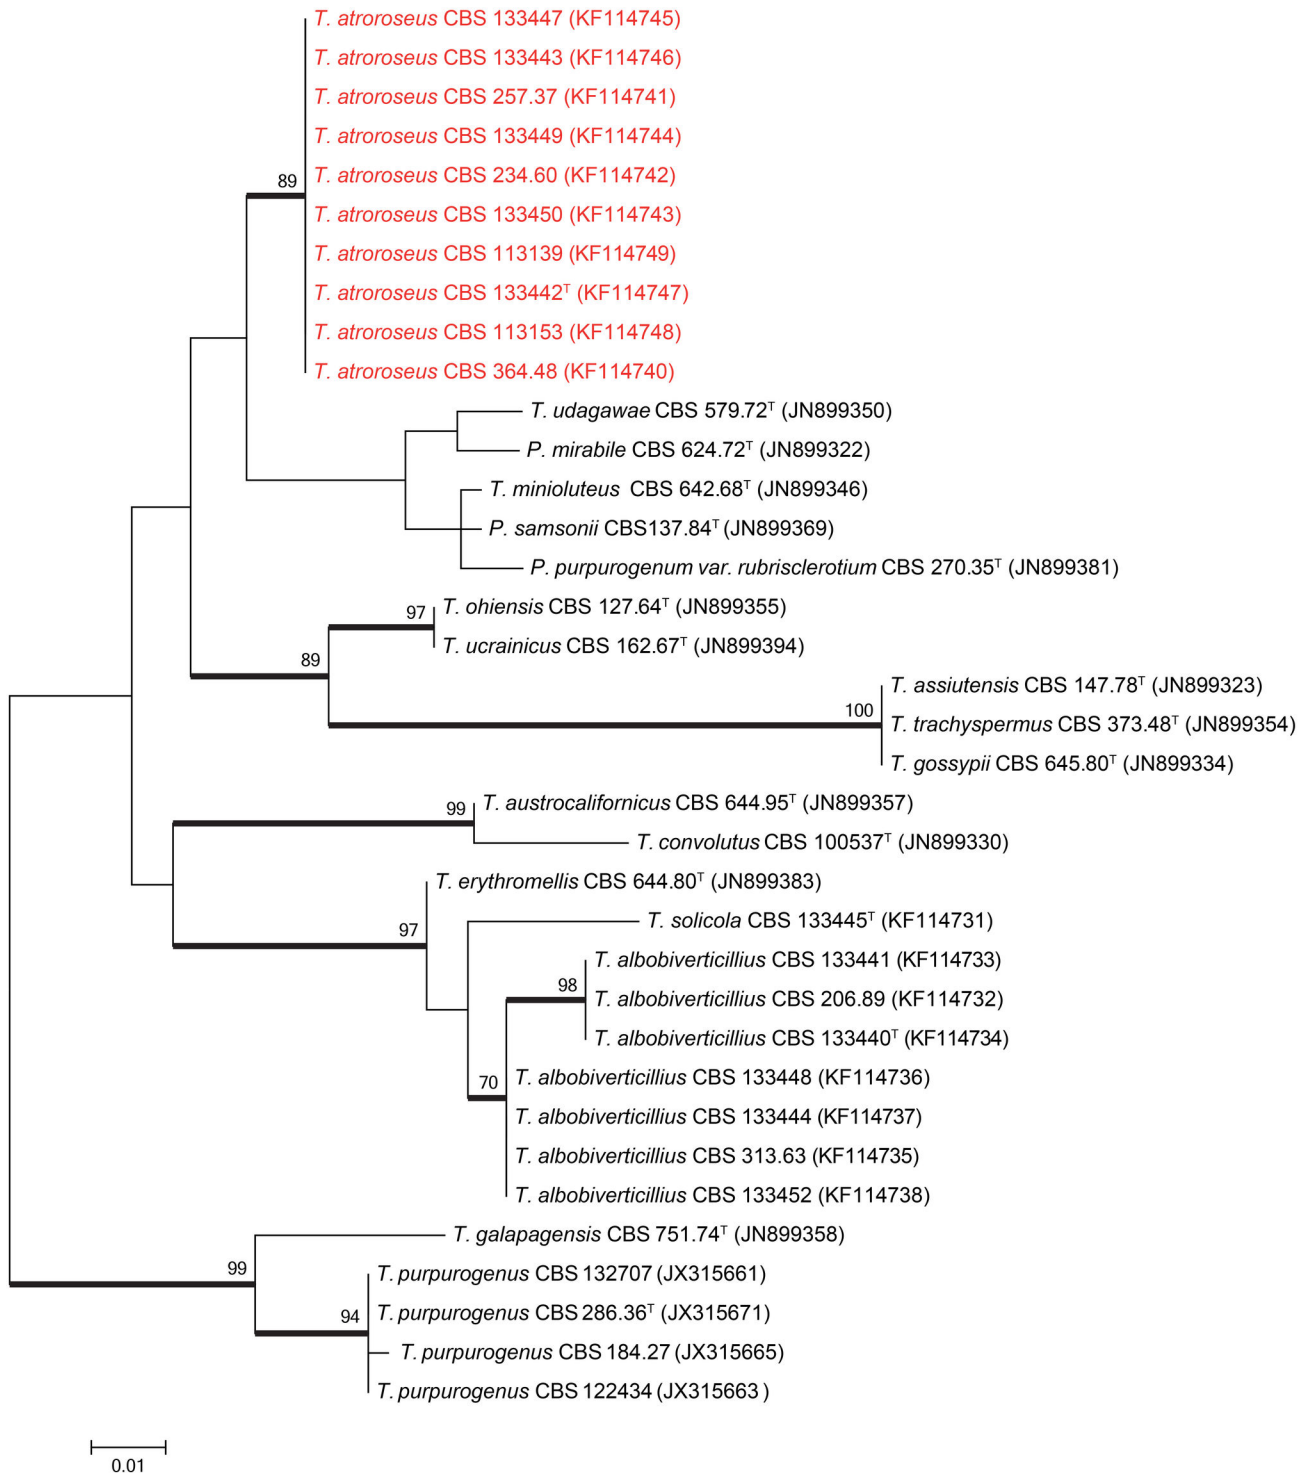 T. atroroseus CBS 133447 (KF114745)
T. atroroseus CBS 133443 (KF114746)
T. atroroseus CBS 257.37 (KF114741)
T. atroroseus CBS 133449 (KF114744)
89
T. atroroseus CBS 234.60 (KF114742)
T. atroroseus CBS 133450 (KF114743)
T. atroroseus CBS 113139 (KF114749)
T. atroroseus CBS 133442ᵀ (KF114747)
T. atroroseus CBS 113153 (KF114748)
T. atroroseus CBS 364.48 (KF114740)
T. udagawae CBS 579.72ᵀ (JN899350)
P. mirabile CBS 624.72ᵀ (JN899322)
T. minioluteus CBS 642.68ᵀ (JN899346)
P. samsonii CBS137.84ᵀ (JN899369)
P. purpurogenum var. rubrisclerotium CBS 270.35ᵀ (JN899381)
97
T. ohiensis CBS 127.64ᵀ (JN899355)
T. ucrainicus CBS 162.67ᵀ (JN899394)
89
T. assiutensis CBS 147.78ᵀ (JN899323)
100
T. trachyspermus CBS 373.48ᵀ (JN899354)
T. gossypii CBS 645.80ᵀ (JN899334)
99
T. austrocalifornicus CBS 644.95ᵀ (JN899357)
T. convolutus CBS 100537ᵀ (JN899330)
T. erythromellis CBS 644.80ᵀ (JN899383)
97
T. solicola CBS 133445ᵀ (KF114731)
T. albobiverticillius CBS 133441 (KF114733)
98
T. albobiverticillius CBS 206.89 (KF114732)
T. albobiverticillius CBS 133440ᵀ (KF114734)
70
T. albobiverticillius CBS 133448 (KF114736)
T. albobiverticillius CBS 133444 (KF114737)
T. albobiverticillius CBS 313.63 (KF114735)
T. albobiverticillius CBS 133452 (KF114738)
T. galapagensis CBS 751.74ᵀ (JN899358)
99
T. purpurogenus CBS 132707 (JX315661)
94
T. purpurogenus CBS 286.36ᵀ (JX315671)
T. purpurogenus CBS 184.27 (JX315665)
T. purpurogenus CBS 122434 (JX315663 )
0.01